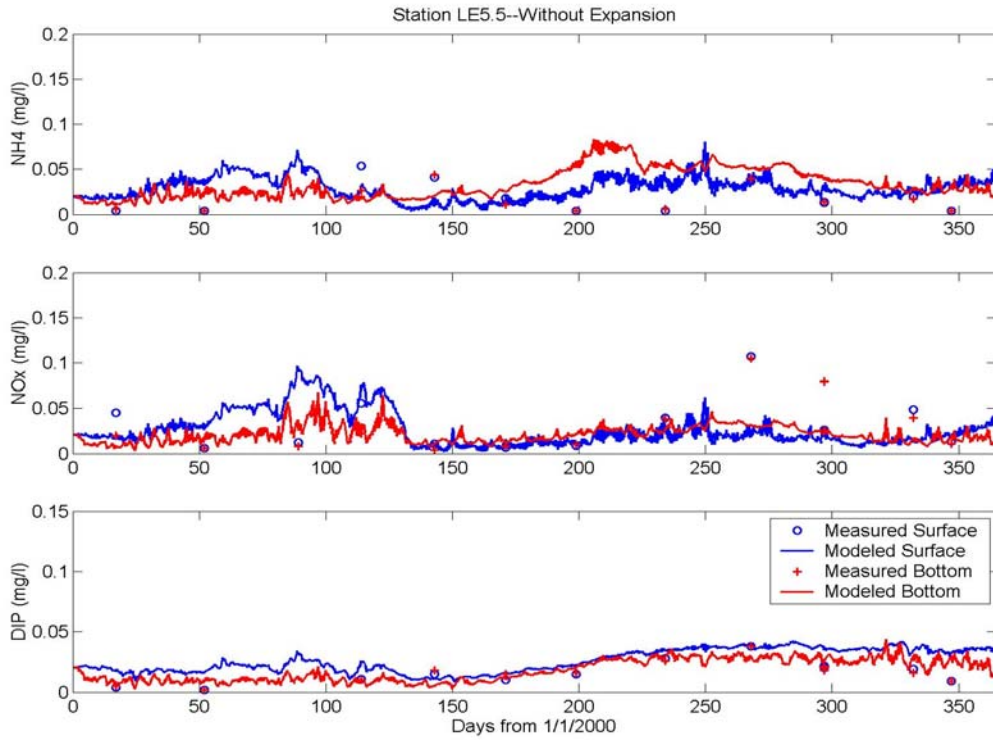 Station LE5.5--Without Expansion
0.2
0.15
0.1
0.05
0
NH4 (mg/l)
0 50 100 150 200 250 300 350
0.2
0.15
0.1
0.05
0
NOx (mg/l)
0 50 100 150 200 250 300 350
0.15
0.1
0.05
0
DIP (mg/l)
Measured Surface
Modeled Surface
Measured Bottom
Modeled Bottom
0 50 100 150 200 250 300 350
Days from 1/1/2000